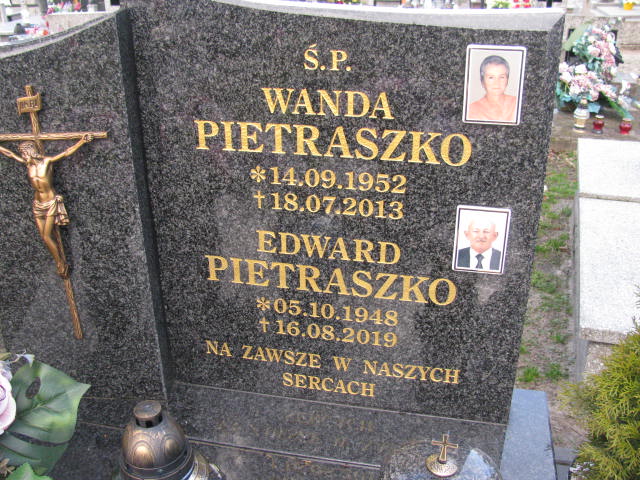 Ś.P.
WANDA
PIETRASZKO
*14.09.1952
†18.07.2013
EDWARD
PIETRASZKO
*05.10.1948
†16.08.2019
NA ZAWSZE W NASZYCH
SERCACH